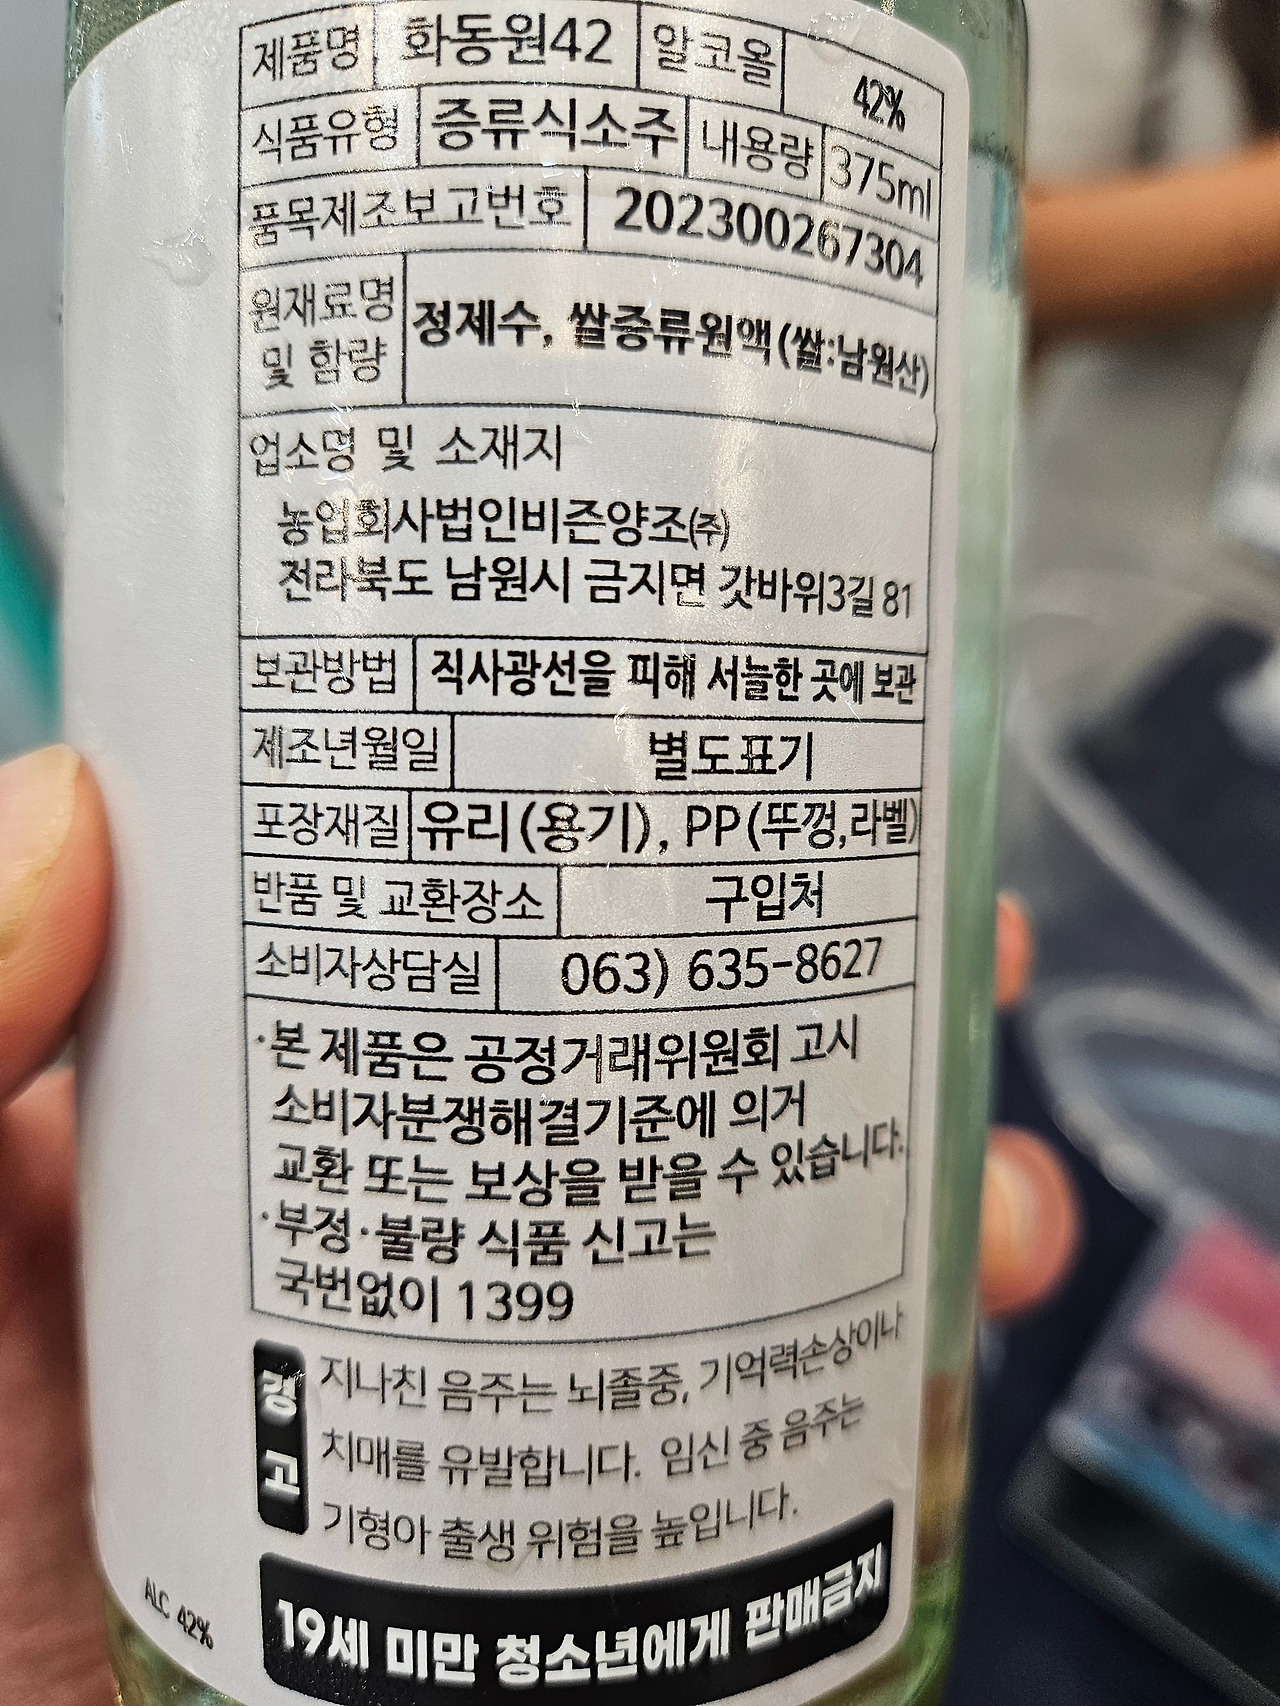 제품명 화동원42 알코올 42%
식품유형 증류식소주 내용량 375ml
품목제조보고번호 202300267304
원재료명 및 함량 정제수, 쌀증류원액(쌀:남원산)
업소명 및 소재지
농업회사법인비즌양조㈜
전라북도 남원시 금지면 갓바위3길 81
보관방법 직사광선을 피해 서늘한 곳에 보관
제조년월일 별도표기
포장재질 유리(용기), PP(뚜껑,라벨)
반품 및 교환장소 구입처
소비자상담실 063) 635-8627
·본 제품은 공정거래위원회 고시
소비자분쟁해결기준에 의거
교환 또는 보상을 받을 수 있습니다.
·부정·불량 식품 신고는
국번없이 1399
경고
지나친 음주는 뇌졸중, 기억력손상이나
치매를 유발합니다. 임신 중 음주는
기형아 출생 위험을 높입니다.
ALC 42%
19세 미만 청소년에게 판매금지